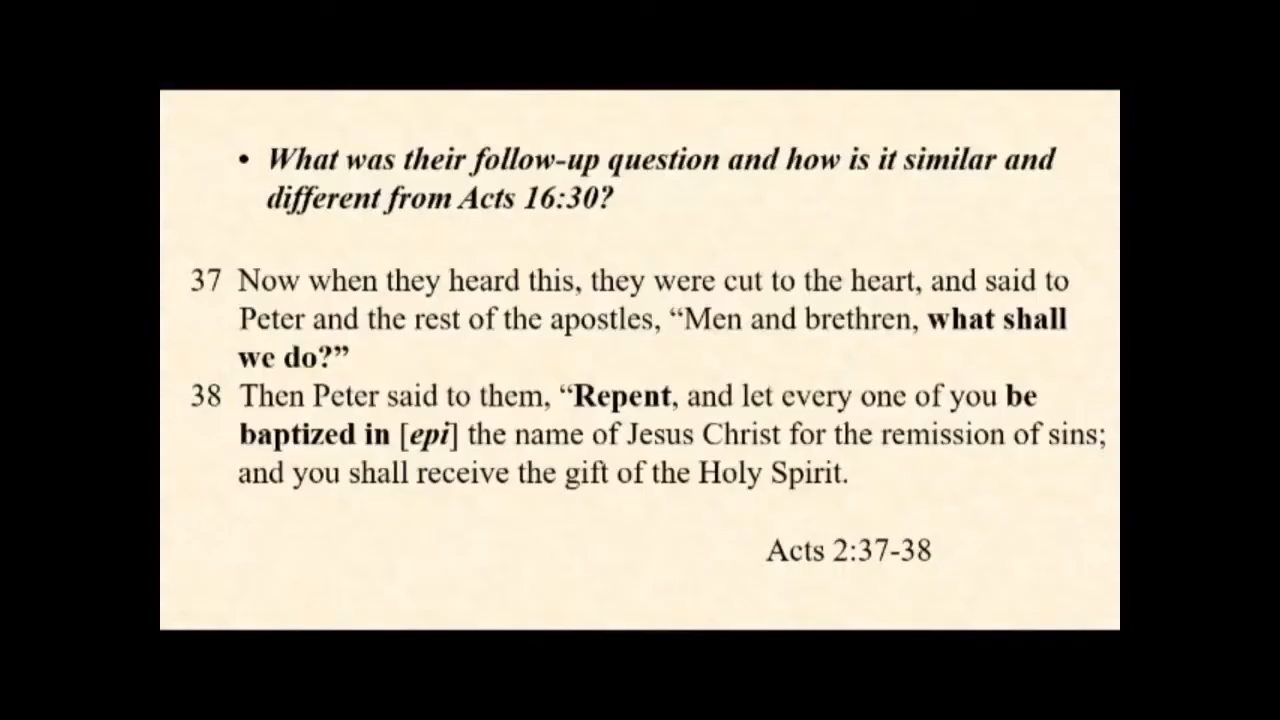 • What was their follow-up question and how is it similar and
different from Acts 16:30?
37 Now when they heard this, they were cut to the heart, and said to
Peter and the rest of the apostles, “Men and brethren, what shall
we do?”
38 Then Peter said to them, “Repent, and let every one of you be
baptized in [epi] the name of Jesus Christ for the remission of sins;
and you shall receive the gift of the Holy Spirit.
Acts 2:37-38